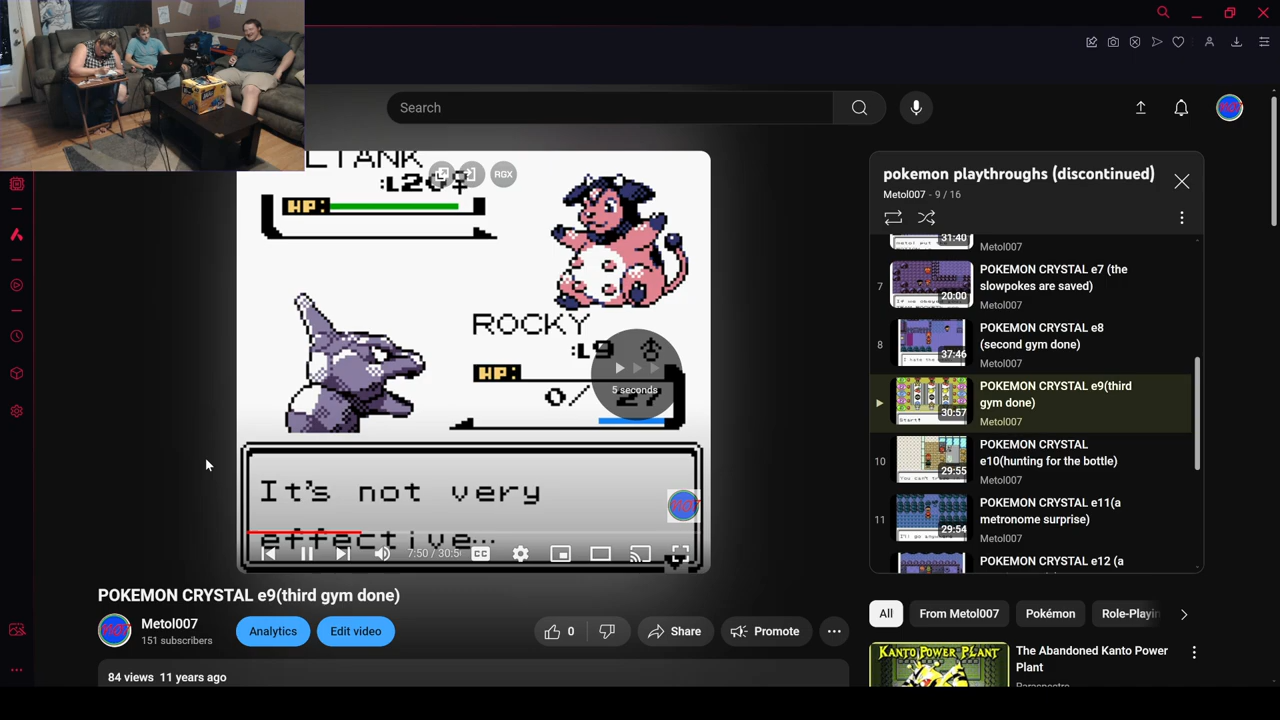 Search
LTANK
:L20♀
HP:
RGX
ROCKY
:L9 ♂
HP:
0/ 27
5 seconds
It's not very
effective…
7:50 / 30:5
CC
POKEMON CRYSTAL e9(third gym done)
Metol007
151 subscribers
Analytics
Edit video
0
Share
Promote
84 views 11 years ago
pokemon playthroughs (discontinued)
Metol007 - 9 / 16
31:40
Metol007
7
20:00
POKEMON CRYSTAL e7 (the
slowpokes are saved)
Metol007
8
37:46
POKEMON CRYSTAL e8
(second gym done)
Metol007
Start!
30:57
POKEMON CRYSTAL e9(third
gym done)
Metol007
10
29:55
POKEMON CRYSTAL
e10(hunting for the bottle)
Metol007
11
29:54
POKEMON CRYSTAL e11(a
metronome surprise)
Metol007
POKEMON CRYSTAL e12 (a
All
From Metol007
Pokémon
Role-Playin
KANTO POWER PLANT
The Abandoned Kanto Power
Plant